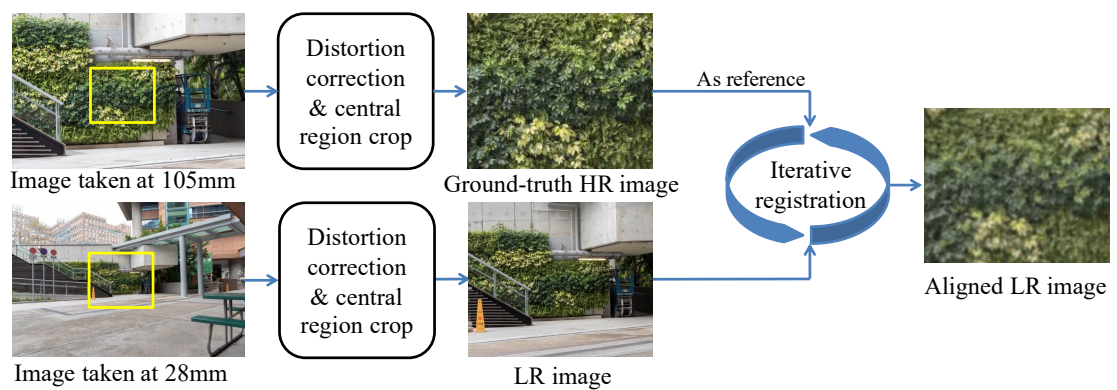 Distortion
correction
& central
region crop
As reference
Image taken at 105mm
Ground-truth HR image
Iterative
registration
Distortion
correction
& central
region crop
Aligned LR image
Image taken at 28mm
LR image